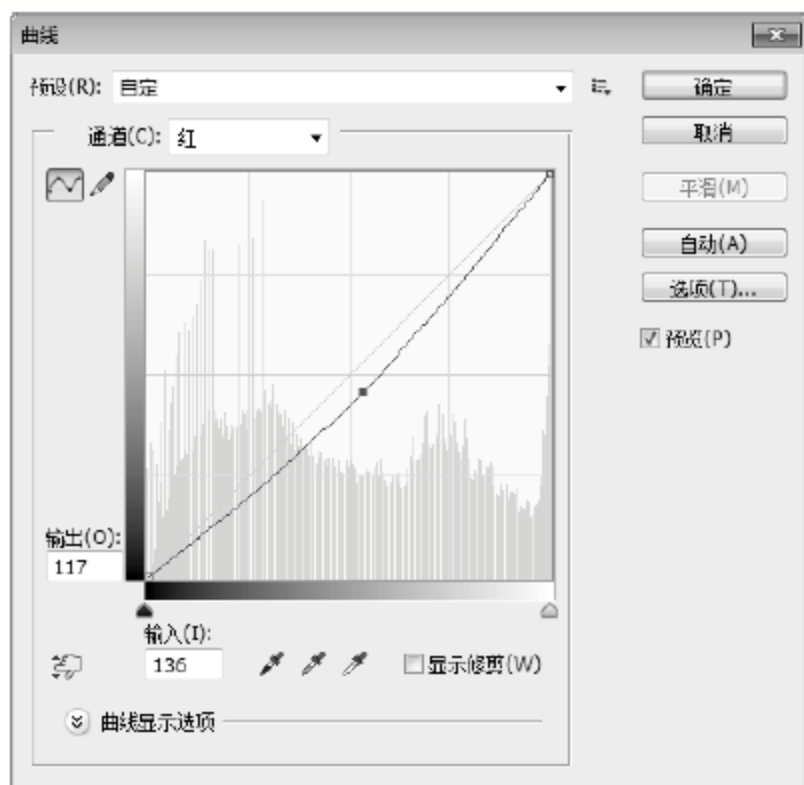 曲线
预设(R): 自定
确定
通道(C): 红
取消
平滑(M)
自动(A)
选项(T)...
预览(P)
输出(O):
117
输入(I):
136
显示修剪(W)
曲线显示选项